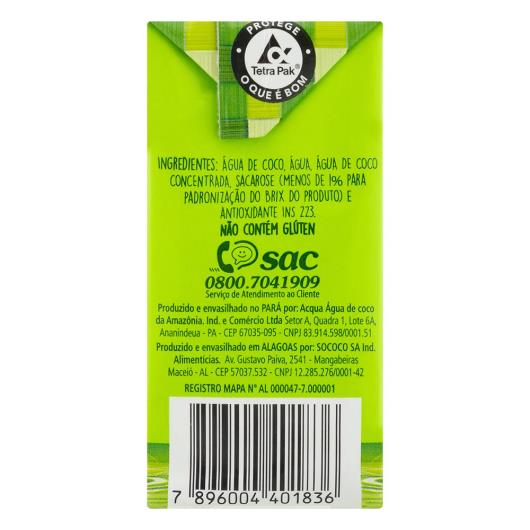 PROTEGE
Tetra Pak®
O QUE É BOM
INGREDIENTES: ÁGUA DE COCO, ÁGUA, ÁGUA DE COCO
CONCENTRADA, SACAROSE (MENOS DE 1% PARA
PADRONIZAÇÃO DO BRIX DO PRODUTO) E
ANTIOXIDANTE INS 223.
NÃO CONTÉM GLÚTEN
sac
0800.7041909
Serviço de Atendimento ao Cliente
Produzido e envasilhado no PARÁ por: Acqua Água de coco
da Amazônia. Ind. e Comércio Ltda Setor A, Quadra 1, Lote 6A,
Ananindeua - PA - CEP 67035-095 - CNPJ 83.914.598/0001.51
Produzido e envasilhado em ALAGOAS por: SOCOCO SA Ind.
Alimentícias. Av. Gustavo Paiva, 2541 - Mangabeiras
Maceió - AL - CEP 57037.532 - CNPJ 12.285.276/0001-42
REGISTRO MAPA N° AL 000047-7.000001
7 896004 401836